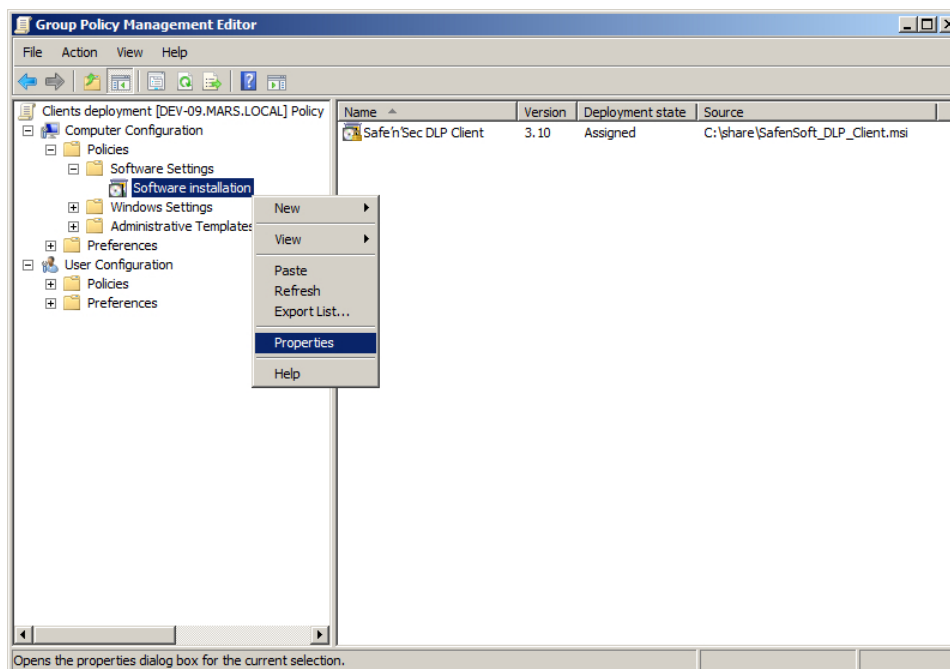 Group Policy Management Editor
File Action View Help
Clients deployment [DEV-09.MARS.LOCAL] Policy
Computer Configuration
Policies
Software Settings
Software installation
Windows Settings
Administrative Templates
Preferences
User Configuration
Policies
Preferences
New
View
Paste
Refresh
Export List...
Properties
Help
Name Version Deployment state Source
Safe'n'Sec DLP Client 3.10 Assigned C:\share\SafenSoft_DLP_Client.msi
Opens the properties dialog box for the current selection.